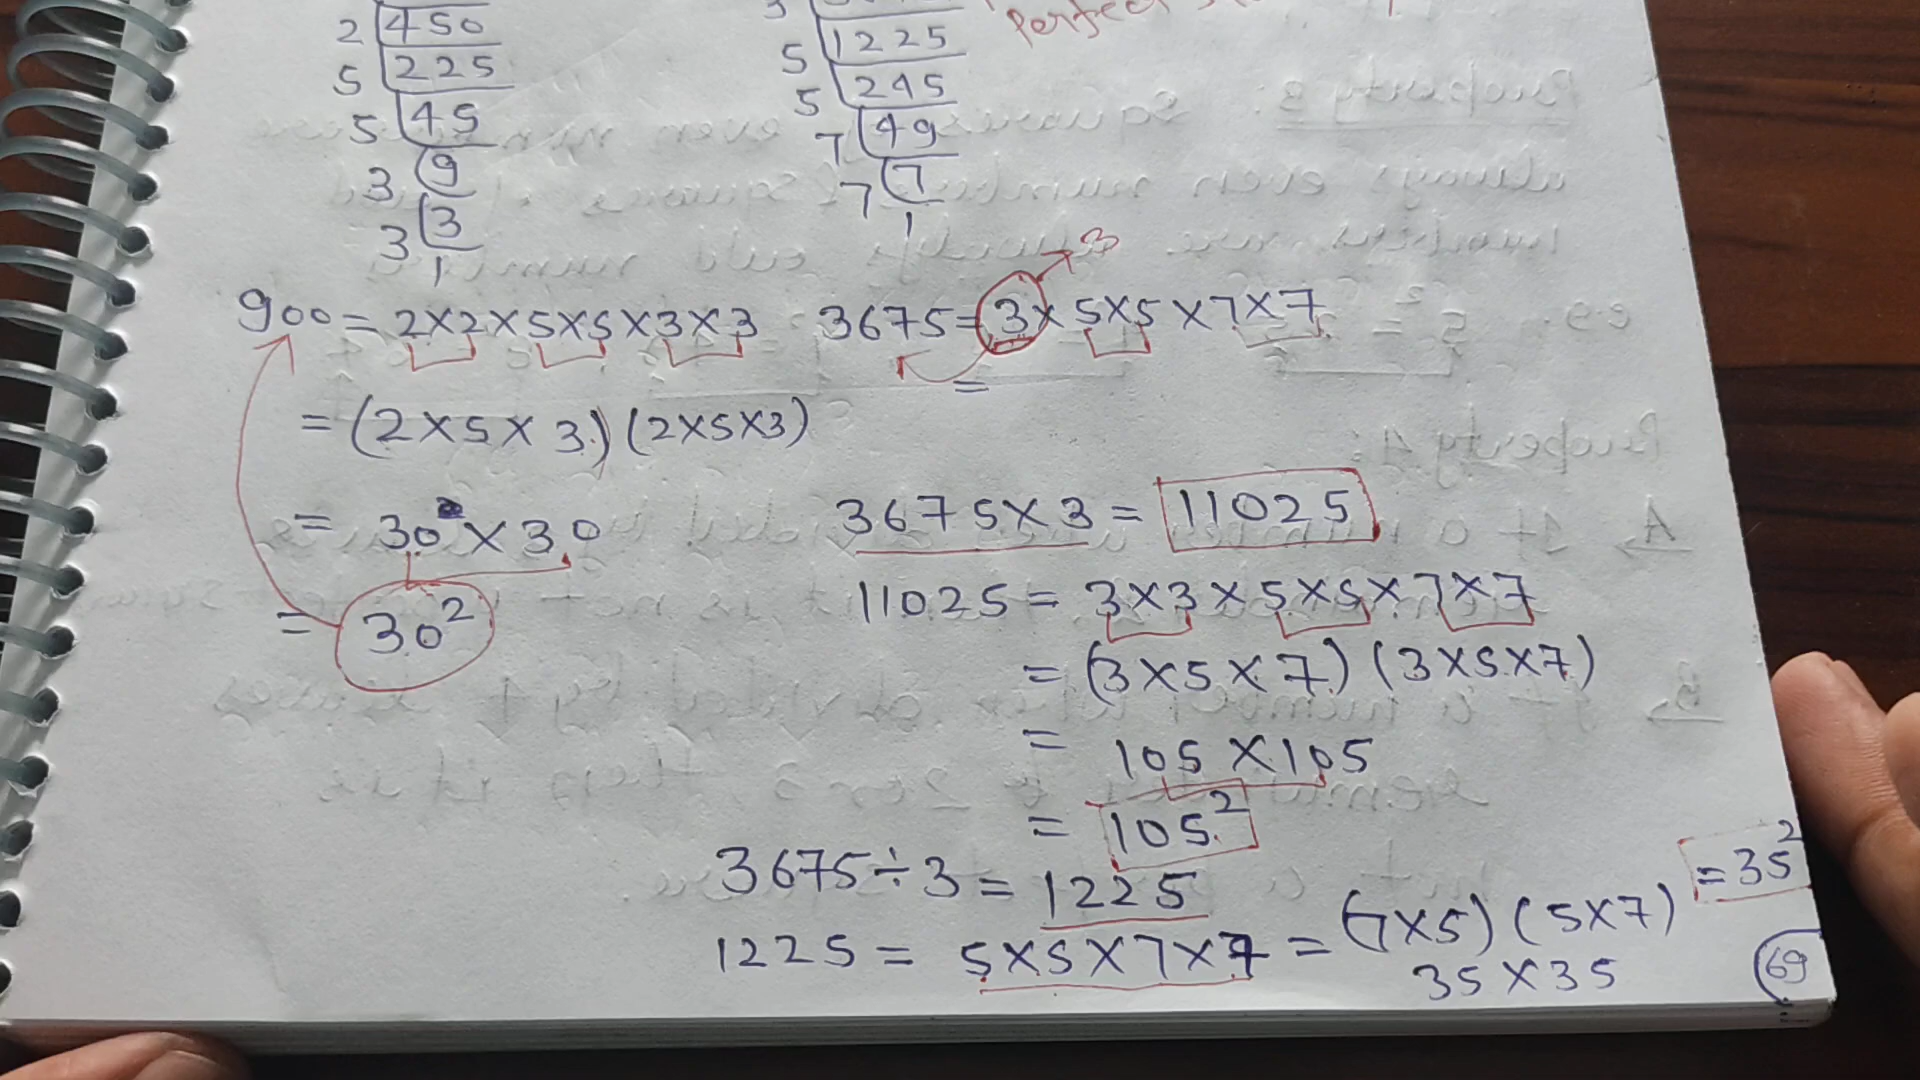 2 450
5 225
5 45
3 9
3 3
1
3
5 1225
5 245
7 49
7 7
1
Perfect
900 = 2×2×5×5×3×3
= (2×5×3) (2×5×3)
= 30 × 30
= 30²
3675 = 3×5×5×7×7
3
=
3675×3 = 11025
11025 = 3×3×5×5×7×7
= (3×5×7) (3×5×7)
= 105 × 105
= 105²
3675÷3 = 1225
1225 = 5×5×7×7 = (7×5) (5×7) = 35²
35×35
69